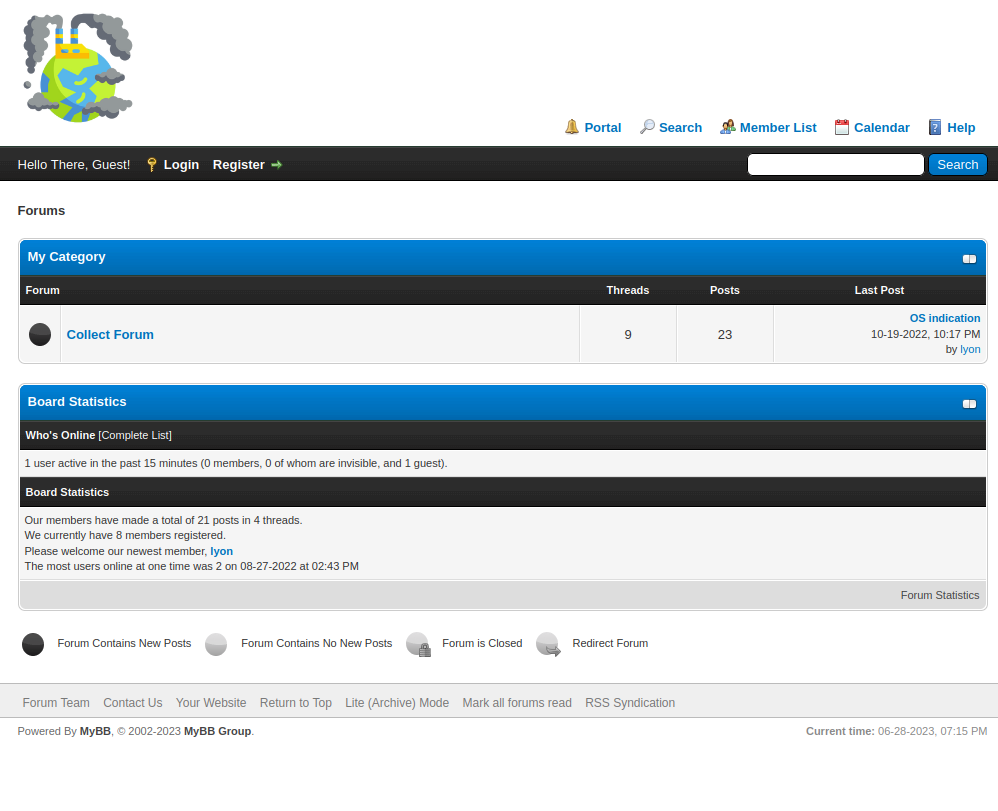 Portal Search Member List Calendar Help
Hello There, Guest! Login Register Search
Forums
My Category
Forum Threads Posts Last Post
Collect Forum 9 23 OS indication
10-19-2022, 10:17 PM
by lyon
Board Statistics
Who's Online [Complete List]
1 user active in the past 15 minutes (0 members, 0 of whom are invisible, and 1 guest).
Board Statistics
Our members have made a total of 21 posts in 4 threads.
We currently have 8 members registered.
Please welcome our newest member, lyon
The most users online at one time was 2 on 08-27-2022 at 02:43 PM
Forum Statistics
Forum Contains New Posts Forum Contains No New Posts Forum is Closed Redirect Forum
Forum Team Contact Us Your Website Return to Top Lite (Archive) Mode Mark all forums read RSS Syndication
Powered By MyBB, © 2002-2023 MyBB Group. Current time: 06-28-2023, 07:15 PM